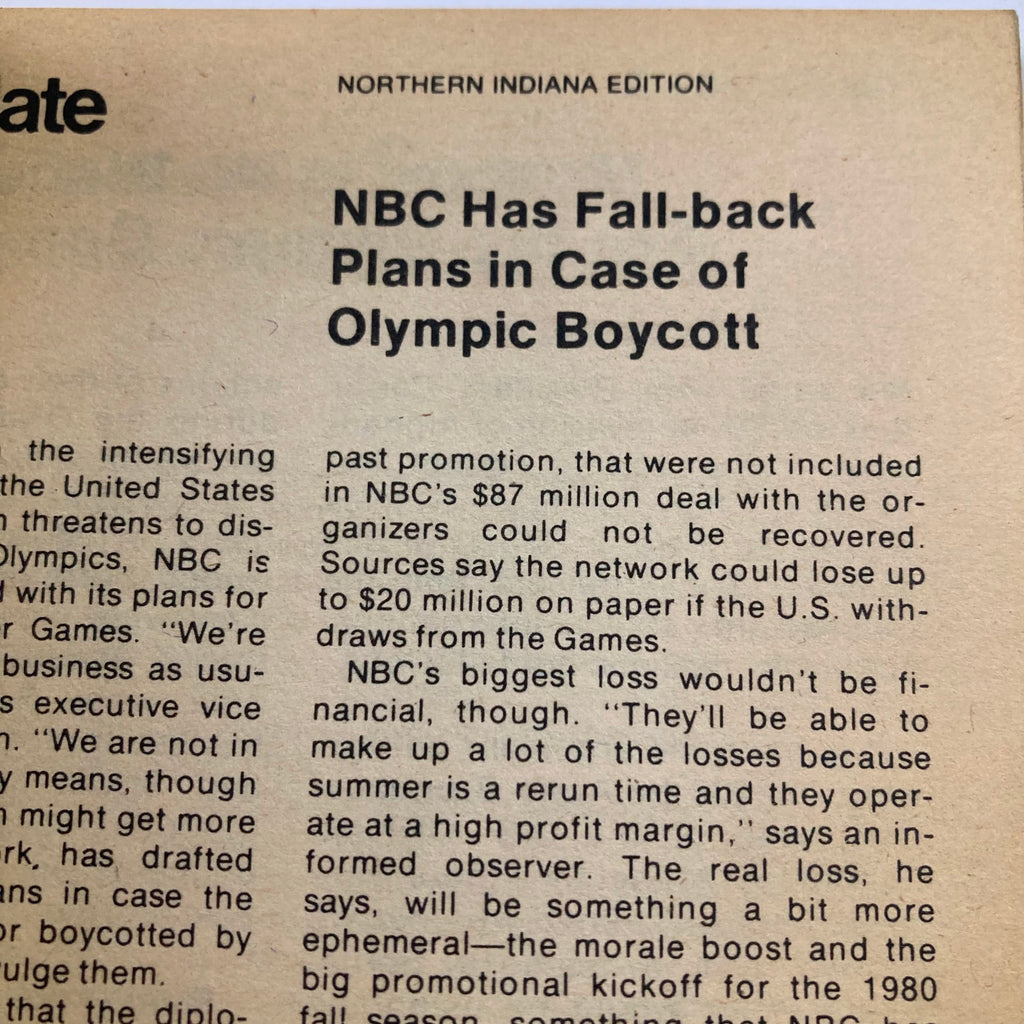 NORTHERN INDIANA EDITION
NBC Has Fall-back
Plans in Case of
Olympic Boycott
the intensifying
the United States
threatens to dis-
Olympics, NBC is
with its plans for
Games. "We're
business as usu-
executive vice
"We are not in
means, though
might get more
has drafted
in case the
boycotted by
them.
that the diplo-
past promotion, that were not included
in NBC's $87 million deal with the or-
ganizers could not be recovered.
Sources say the network could lose up
to $20 million on paper if the U.S. with-
draws from the Games.
NBC's biggest loss wouldn't be fi-
nancial, though. "They'll be able to
make up a lot of the losses because
summer is a rerun time and they oper-
ate at a high profit margin," says an in-
formed observer. The real loss, he
says, will be something a bit more
ephemeral—the morale boost and the
big promotional kickoff for the 1980
fall season, something that NBC has